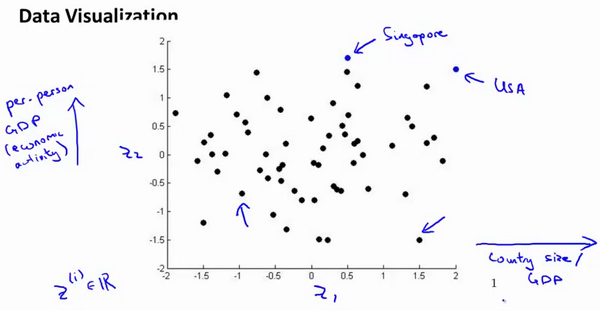 Data Visualization
Singapore
USA
per-person
GDP
(economic
activity)
z₂
2
1.5
1
0.5
0
-0.5
-1
-1.5
-2
-2 -1.5 -1 -0.5 0 0.5 1 1.5 2
z₁
z⁽ⁱ⁾ ∈ ℝ
Country size/
GDP
1